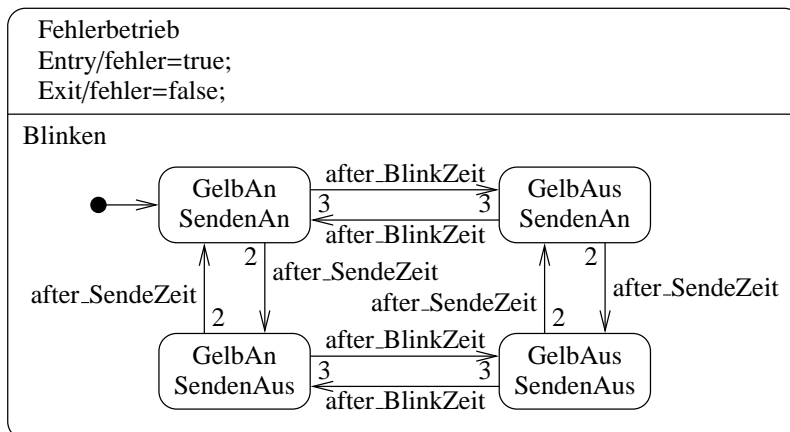 Fehlerbetrieb
Entry/fehler=true;
Exit/fehler=false;
Blinken
GelbAn
SendenAn
after_BlinkZeit
3
3
after_BlinkZeit
GelbAus
SendenAn
2
after_SendeZeit
2
after_SendeZeit
after_SendeZeit
2
after_SendeZeit
2
GelbAn
SendenAus
after_BlinkZeit
3
3
after_BlinkZeit
GelbAus
SendenAus